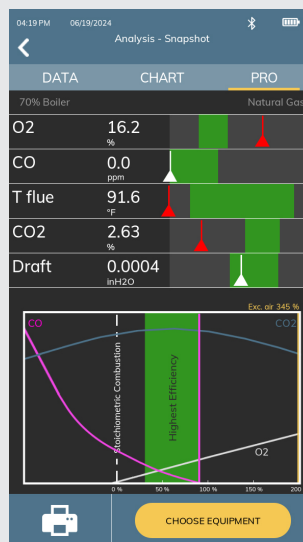 04:19 PM 06/19/2024
Analysis - Snapshot
DATA CHART PRO
70% Boiler Natural Gas
O2 16.2
%
CO 0.0
ppm
T flue 91.6
°F
CO2 2.63
%
Draft 0.0004
inH2O
Exc. air 345 %
CO CO2
Stoichiometric Combustion
Highest Efficiency
O2
0 % 50 % 100 % 150 % 200
CHOOSE EQUIPMENT